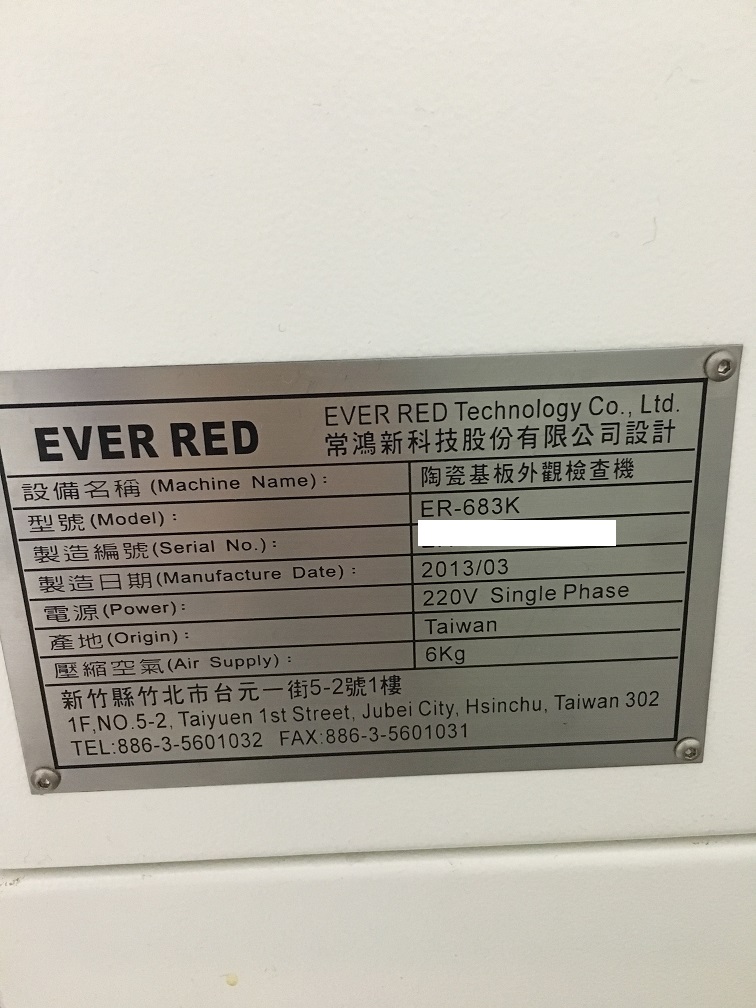 EVER RED
EVER RED Technology Co., Ltd.
常鴻新科技股份有限公司設計
設備名稱 (Machine Name): 陶瓷基板外觀檢查機
型號(Model): ER-683K
製造編號(Serial No.):
製造日期(Manufacture Date): 2013/03
電源(Power): 220V Single Phase
產地(Origin): Taiwan
壓縮空氣(Air Supply): 6Kg
新竹縣竹北市台元一街5-2號1樓
1F,NO.5-2, Taiyuen 1st Street, Jubei City, Hsinchu, Taiwan 302
TEL:886-3-5601032 FAX:886-3-5601031